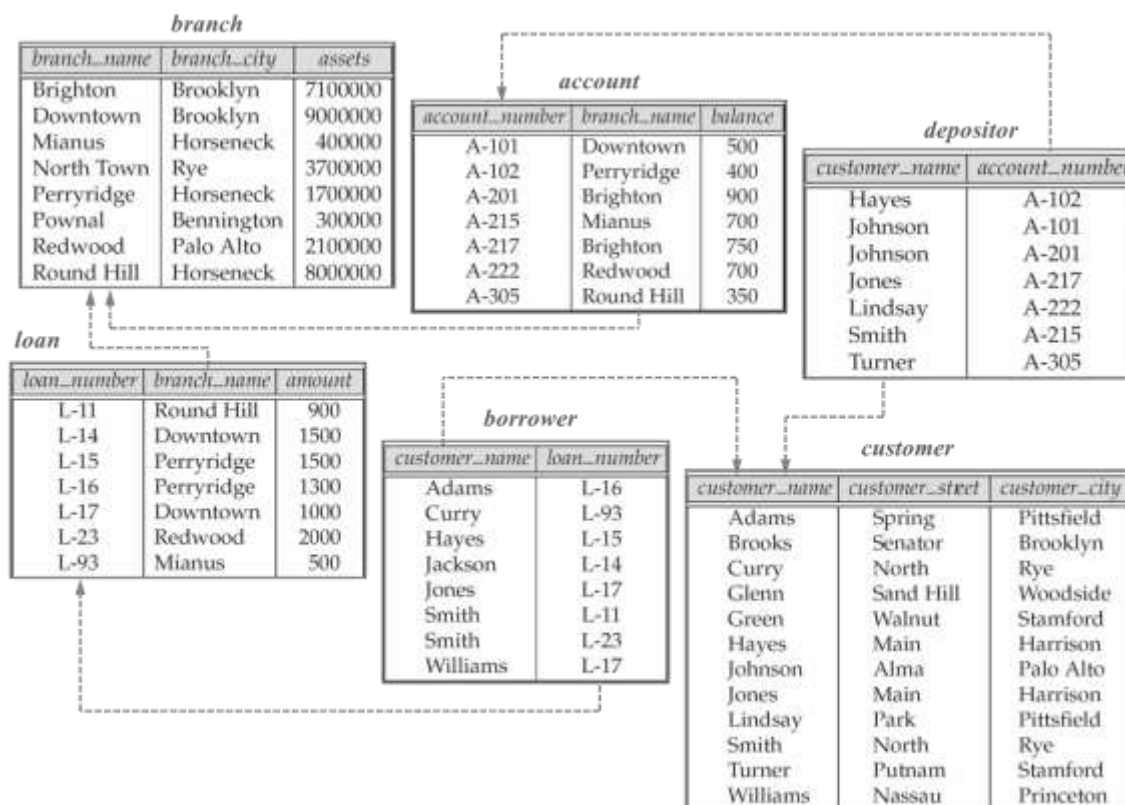 branch
branch_name branch_city assets
Brighton Brooklyn 7100000
Downtown Brooklyn 9000000
Mianus Horseneck 400000
North Town Rye 3700000
Perryridge Horseneck 1700000
Pownal Bennington 300000
Redwood Palo Alto 2100000
Round Hill Horseneck 8000000
account
account_number branch_name balance
A-101 Downtown 500
A-102 Perryridge 400
A-201 Brighton 900
A-215 Mianus 700
A-217 Brighton 750
A-222 Redwood 700
A-305 Round Hill 350
depositor
customer_name account_number
Hayes A-102
Johnson A-101
Johnson A-201
Jones A-217
Lindsay A-222
Smith A-215
Turner A-305
loan
loan_number branch_name amount
L-11 Round Hill 900
L-14 Downtown 1500
L-15 Perryridge 1500
L-16 Perryridge 1300
L-17 Downtown 1000
L-23 Redwood 2000
L-93 Mianus 500
borrower
customer_name loan_number
Adams L-16
Curry L-93
Hayes L-15
Jackson L-14
Jones L-17
Smith L-11
Smith L-23
Williams L-17
customer
customer_name customer_street customer_city
Adams Spring Pittsfield
Brooks Senator Brooklyn
Curry North Rye
Glenn Sand Hill Woodside
Green Walnut Stamford
Hayes Main Harrison
Johnson Alma Palo Alto
Jones Main Harrison
Lindsay Park Pittsfield
Smith North Rye
Turner Putnam Stamford
Williams Nassau Princeton